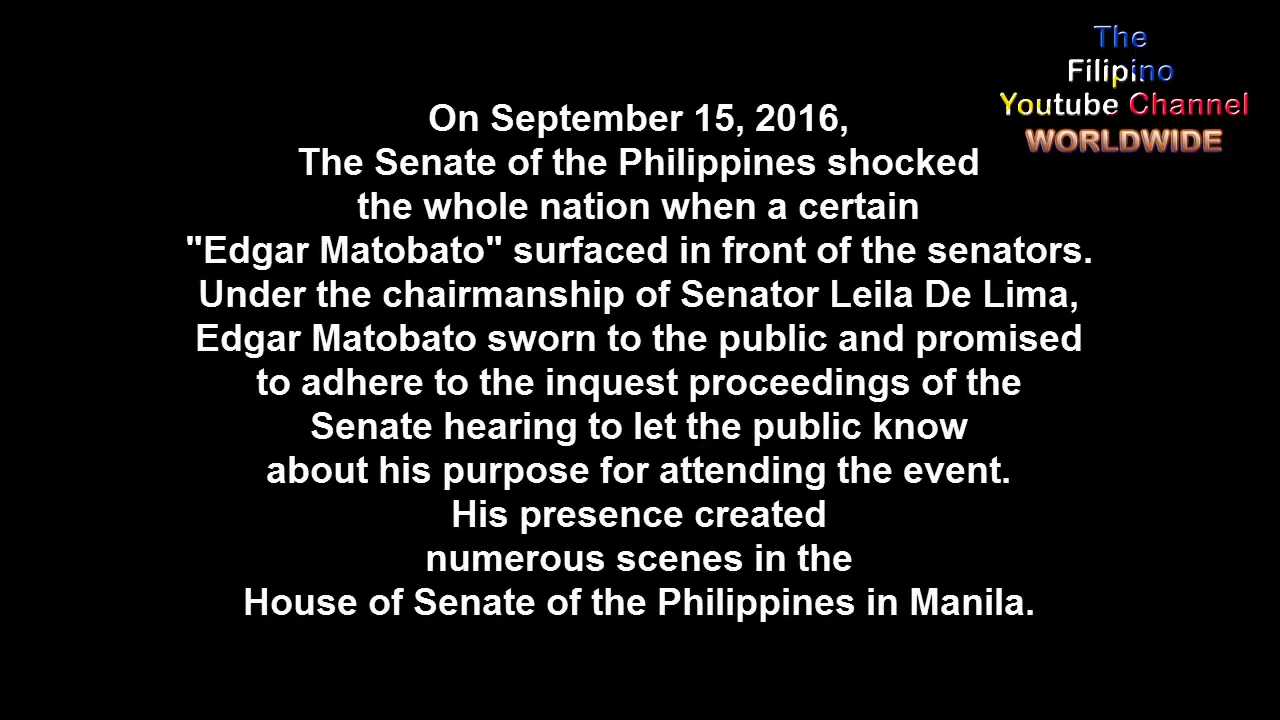 The
Filipino
Youtube Channel
WORLDWIDE
On September 15, 2016,
The Senate of the Philippines shocked
the whole nation when a certain
"Edgar Matobato" surfaced in front of the senators.
Under the chairmanship of Senator Leila De Lima,
Edgar Matobato sworn to the public and promised
to adhere to the inquest proceedings of the
Senate hearing to let the public know
about his purpose for attending the event.
His presence created
numerous scenes in the
House of Senate of the Philippines in Manila.